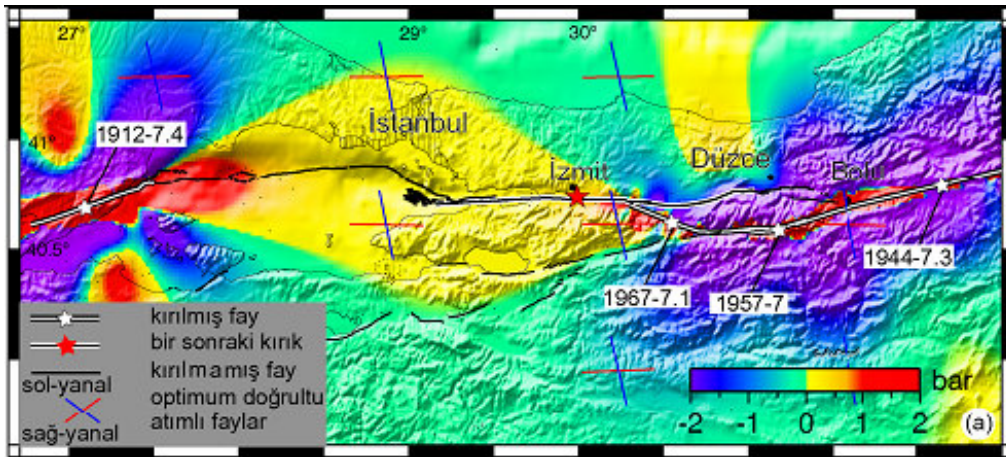 27°
29°
30°
41°
40.5°
1912-7.4
İstanbul
İzmit
Düzce
Bolu
1967-7.1
1957-7
1944-7.3
kırılmış fay
bir sonraki kırık
kırılmamış fay
sol-yanal
optimum doğrultu
atımlı faylar
sağ-yanal
bar
-2 -1 0 1 2
(a)